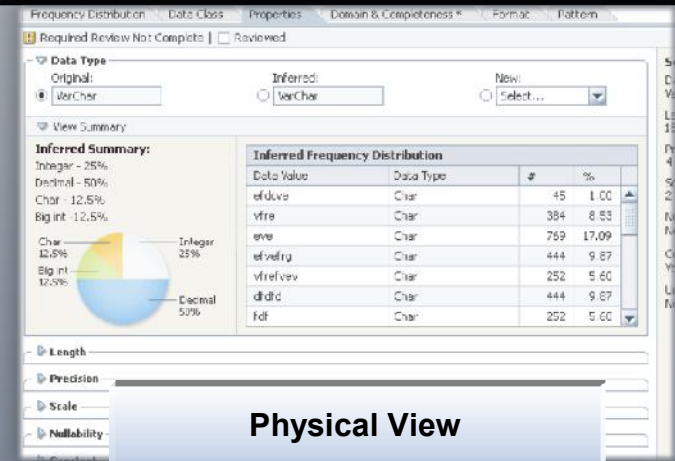 Frequency Distribution Data Class Properties Domain & Completeness * Format Pattern
Required Review Not Complete | Reviewed
Data Type
Original: Inferred: New:
VarChar VarChar Select...
View Summary
Inferred Summary:
Integer - 25%
Decimal - 50%
Char - 12.5%
Big int -12.5%
Char 12.5%
Integer 25%
Big int 12.5%
Decimal 50%
Inferred Frequency Distribution
Data Value Data Type # %
efdcve Char 45 1.00
vfre Char 384 8.53
eve Char 769 17.09
efvefrg Char 444 9.87
vfrefvev Char 252 5.60
dfdfd Char 444 9.87
fdf Char 252 5.60
Length
Precision
Scale
Nullability
Physical View